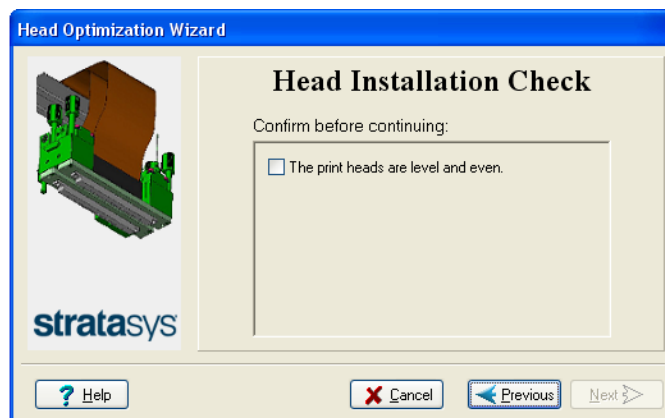 Head Optimization Wizard
Head Installation Check
Confirm before continuing:
The print heads are level and even.
stratasys
? Help
Cancel
Previous
Next